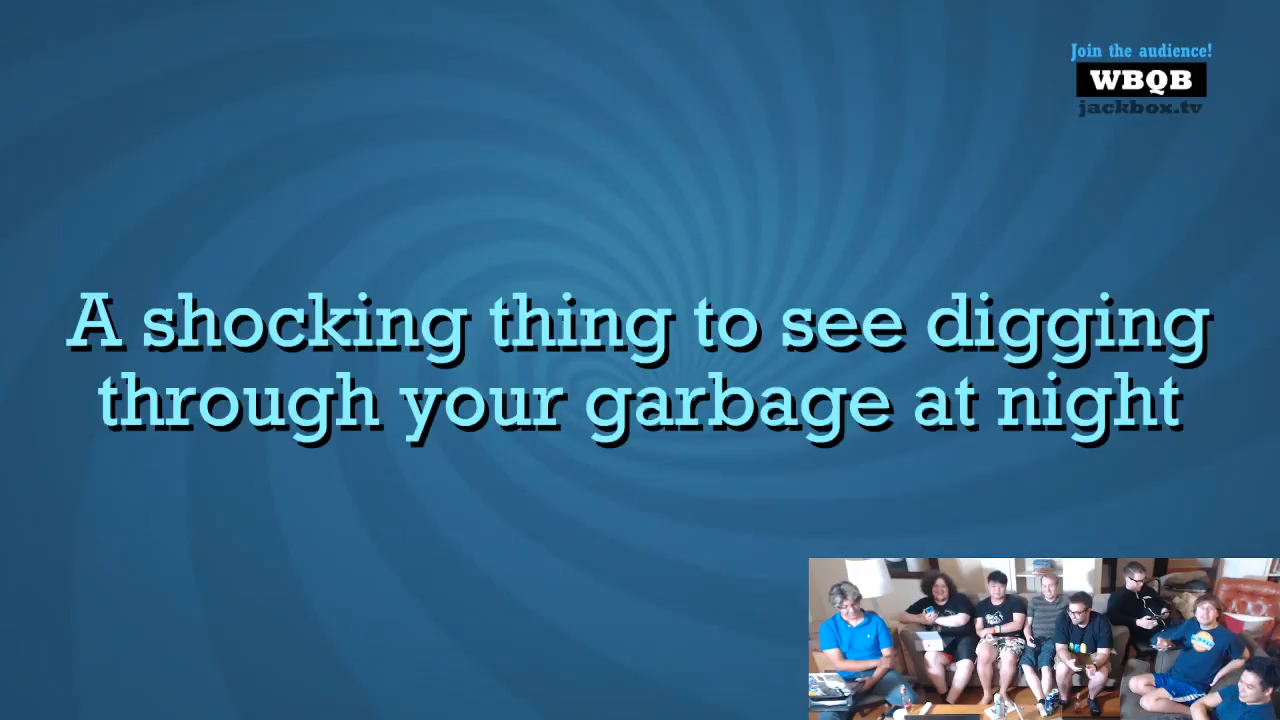 Join the audience!
WBQB
jackbox.tv
A shocking thing to see digging
through your garbage at night